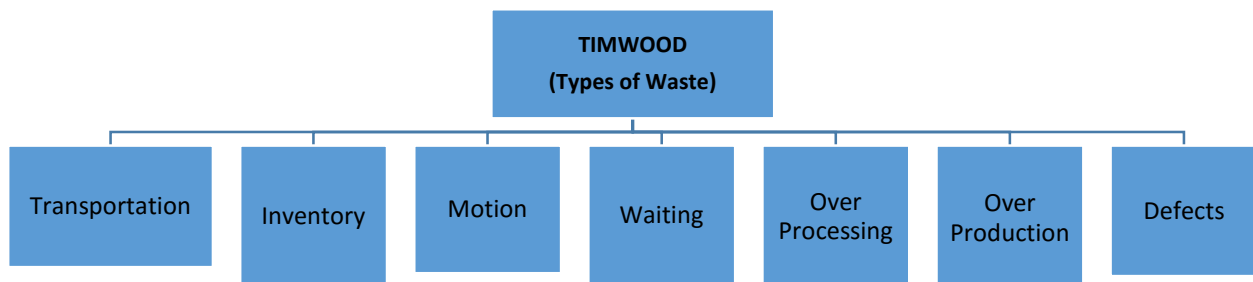 TIMWOOD
(Types of Waste)
Transportation
Inventory
Motion
Waiting
Over
Processing
Over
Production
Defects